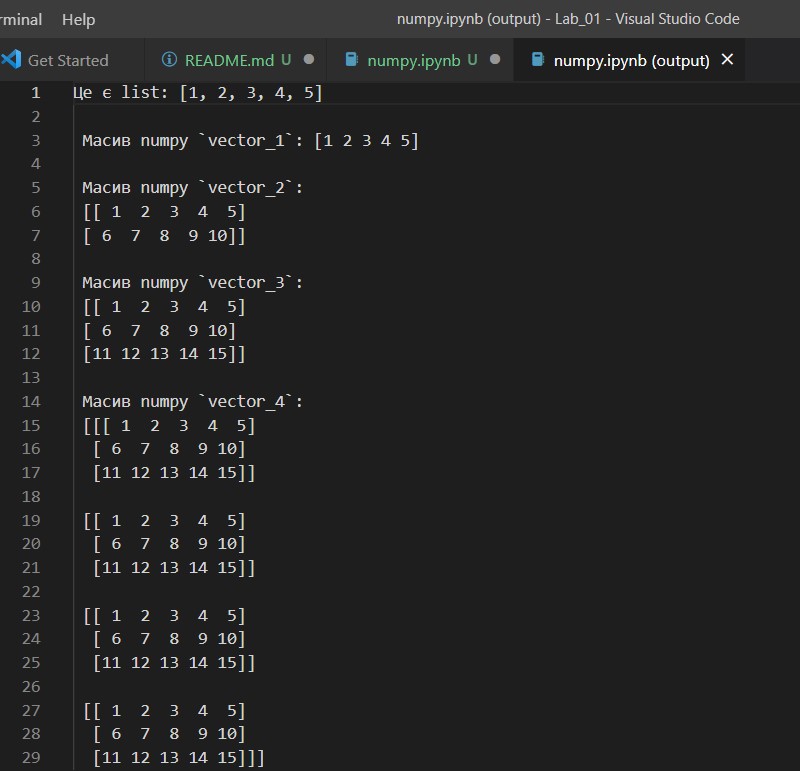 rminal Help numpy.ipynb (output) - Lab_01 - Visual Studio Code
Get Started README.md U numpy.ipynb U numpy.ipynb (output)
1 Це є list: [1, 2, 3, 4, 5]
2
3 Масив numpy `vector_1`: [1 2 3 4 5]
4
5 Масив numpy `vector_2`:
6 [[ 1 2 3 4 5]
7 [ 6 7 8 9 10]]
8
9 Масив numpy `vector_3`:
10 [[ 1 2 3 4 5]
11 [ 6 7 8 9 10]
12 [11 12 13 14 15]]
13
14 Масив numpy `vector_4`:
15 [[[ 1 2 3 4 5]
16 [ 6 7 8 9 10]
17 [11 12 13 14 15]]
18
19 [[ 1 2 3 4 5]
20 [ 6 7 8 9 10]
21 [11 12 13 14 15]]
22
23 [[ 1 2 3 4 5]
24 [ 6 7 8 9 10]
25 [11 12 13 14 15]]
26
27 [[ 1 2 3 4 5]
28 [ 6 7 8 9 10]
29 [11 12 13 14 15]]]